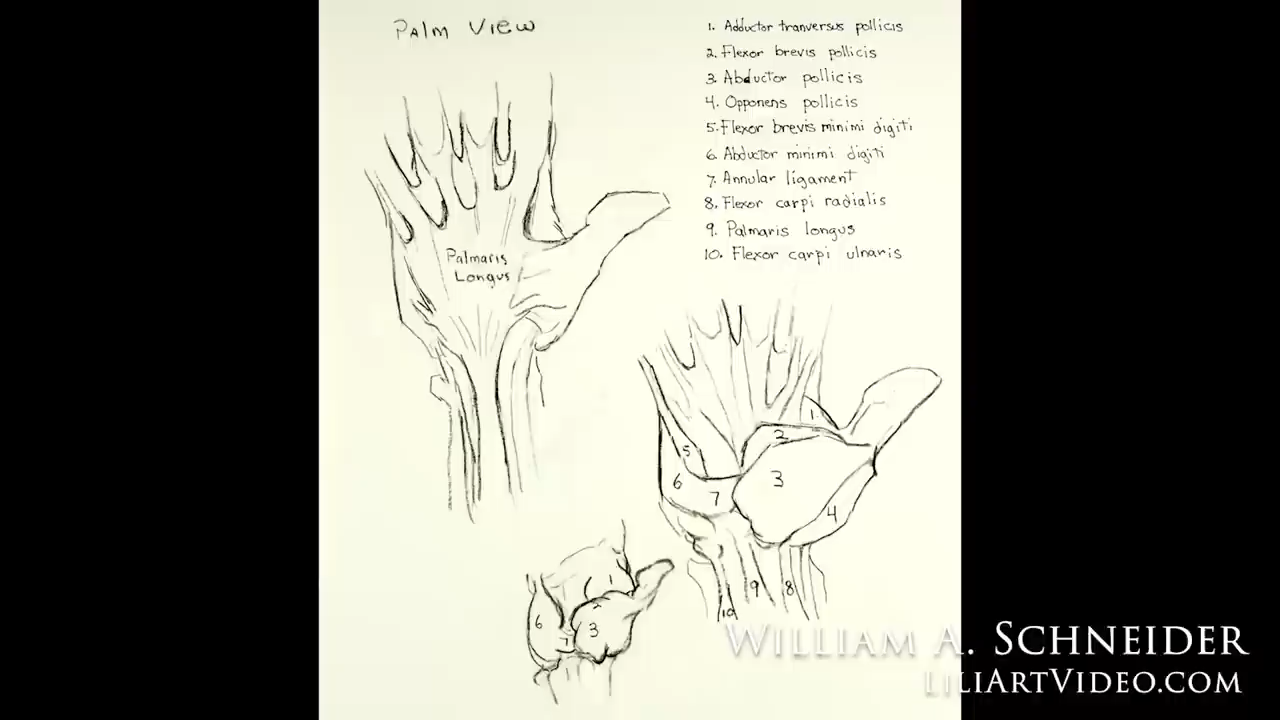 PALM VIEW
1. Adductor tranversus pollicis
2. Flexor brevis pollicis
3. Abductor pollicis
4. Opponens pollicis
5. Flexor brevis minimi digiti
6. Abductor minimi digiti
7. Annular ligament
8. Flexor carpi radialis
9. Palmaris longus
10. Flexor carpi ulnaris
Palmaris
Longus
1
2
5
3
6
7
4
9
8
10
1
2
6
3
7
WILLIAM A. SCHNEIDER
LILIARTVIDEO.COM